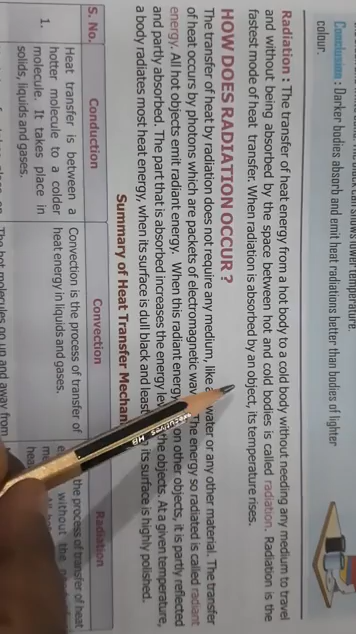 lower temperature.
Conclusion : Darker bodies absorb and emit heat radiations better than bodies of lighter
colour.
Radiation : The transfer of heat energy from a hot body to a cold body without needing any medium to travel
and without being absorbed by the space between hot and cold bodies is called radiation. Radiation is the
fastest mode of heat transfer. When radiation is absorbed by an object, its temperature rises.
HOW DOES RADIATION OCCUR ?
The transfer of heat by radiation does not require any medium, like water or any other material. The transfer
of heat occurs by photons which are packets of electromagnetic The energy so radiated is called radiant
energy. All hot objects emit radiant energy. When this radiant energy on other objects, it is partly reflected
and partly absorbed. The part that is absorbed increases the energy the objects. At a given temperature,
a body radiates most heat energy, when its surface is dull black and least its surface is highly polished.
Summary of Heat Transfer
S. No. Conduction Convection Radiation
1. Heat transfer is between a hotter molecule to a colder molecule. It takes place in solids, liquids and gases.
Convection is the process of transfer of heat energy in liquids and gases.
the process of transfer of heat
without the
The hot molecules go up and away from
HB